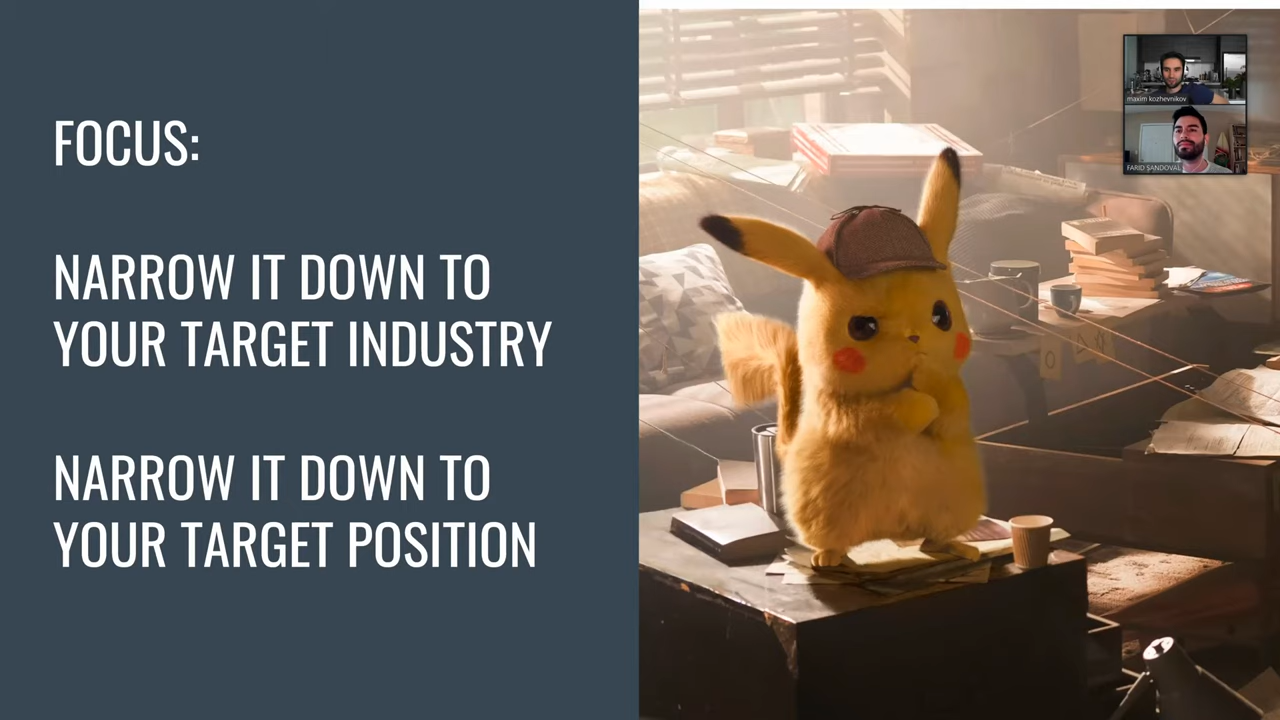 FOCUS:
NARROW IT DOWN TO
YOUR TARGET INDUSTRY
NARROW IT DOWN TO
YOUR TARGET POSITION
maxim kozhevnikov
FARID SANDOVAL